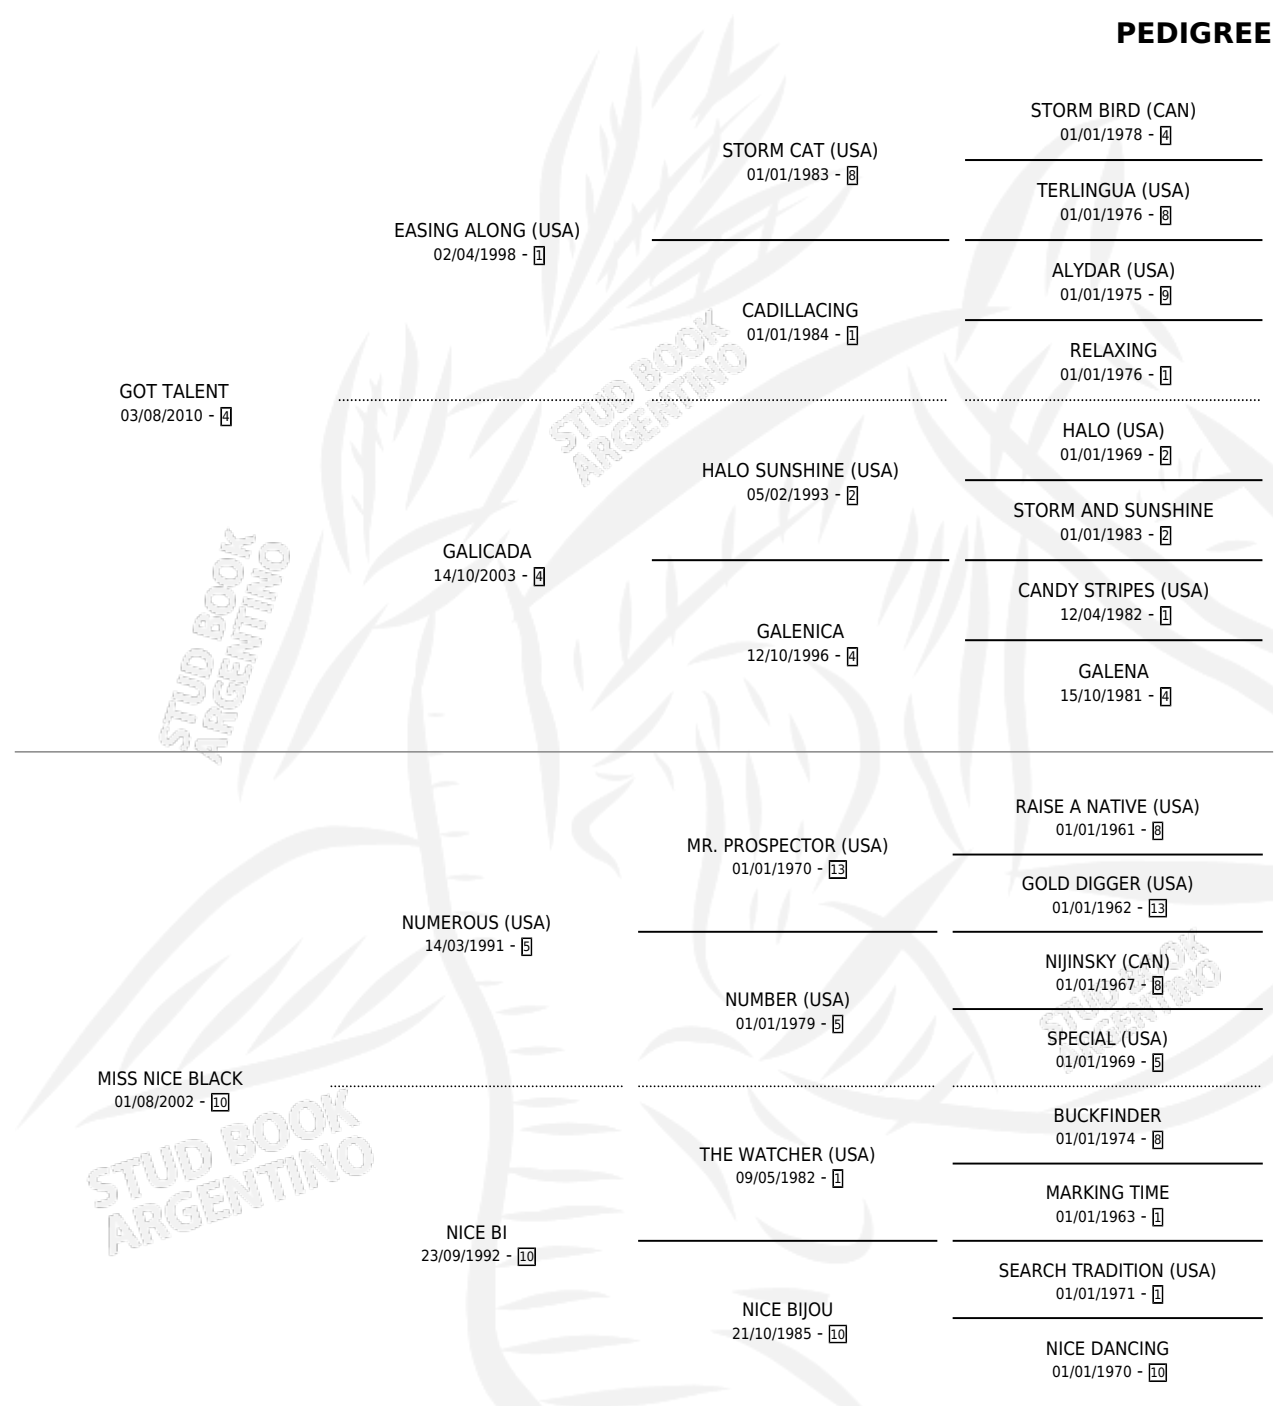 PEDIGREE
STORM BIRD (CAN)
01/01/1978 - 4
STORM CAT (USA)
01/01/1983 - 8
TERLINGUA (USA)
01/01/1976 - 8
EASING ALONG (USA)
02/04/1998 - 1
ALYDAR (USA)
01/01/1975 - 9
CADILLACING
01/01/1984 - 1
RELAXING
01/01/1976 - 1
GOT TALENT
03/08/2010 - 4
HALO (USA)
01/01/1969 - 2
HALO SUNSHINE (USA)
05/02/1993 - 2
STORM AND SUNSHINE
01/01/1983 - 2
GALICADA
14/10/2003 - 4
CANDY STRIPES (USA)
12/04/1982 - 1
GALENICA
12/10/1996 - 4
GALENA
15/10/1981 - 4
STUD BOOK
ARGENTINO
STUD BOOK
ARGENTINO
RAISE A NATIVE (USA)
01/01/1961 - 8
MR. PROSPECTOR (USA)
01/01/1970 - 13
GOLD DIGGER (USA)
01/01/1962 - 13
NUMEROUS (USA)
14/03/1991 - 5
NIJINSKY (CAN)
01/01/1967 - 8
NUMBER (USA)
01/01/1979 - 5
SPECIAL (USA)
01/01/1969 - 5
MISS NICE BLACK
01/08/2002 - 10
BUCKFINDER
01/01/1974 - 8
THE WATCHER (USA)
09/05/1982 - 1
MARKING TIME
01/01/1963 - 1
NICE BI
23/09/1992 - 10
SEARCH TRADITION (USA)
01/01/1971 - 1
NICE BIJOU
21/10/1985 - 10
NICE DANCING
01/01/1970 - 10
STUD BOOK
ARGENTINO
STUD BOOK
ARGENTINO